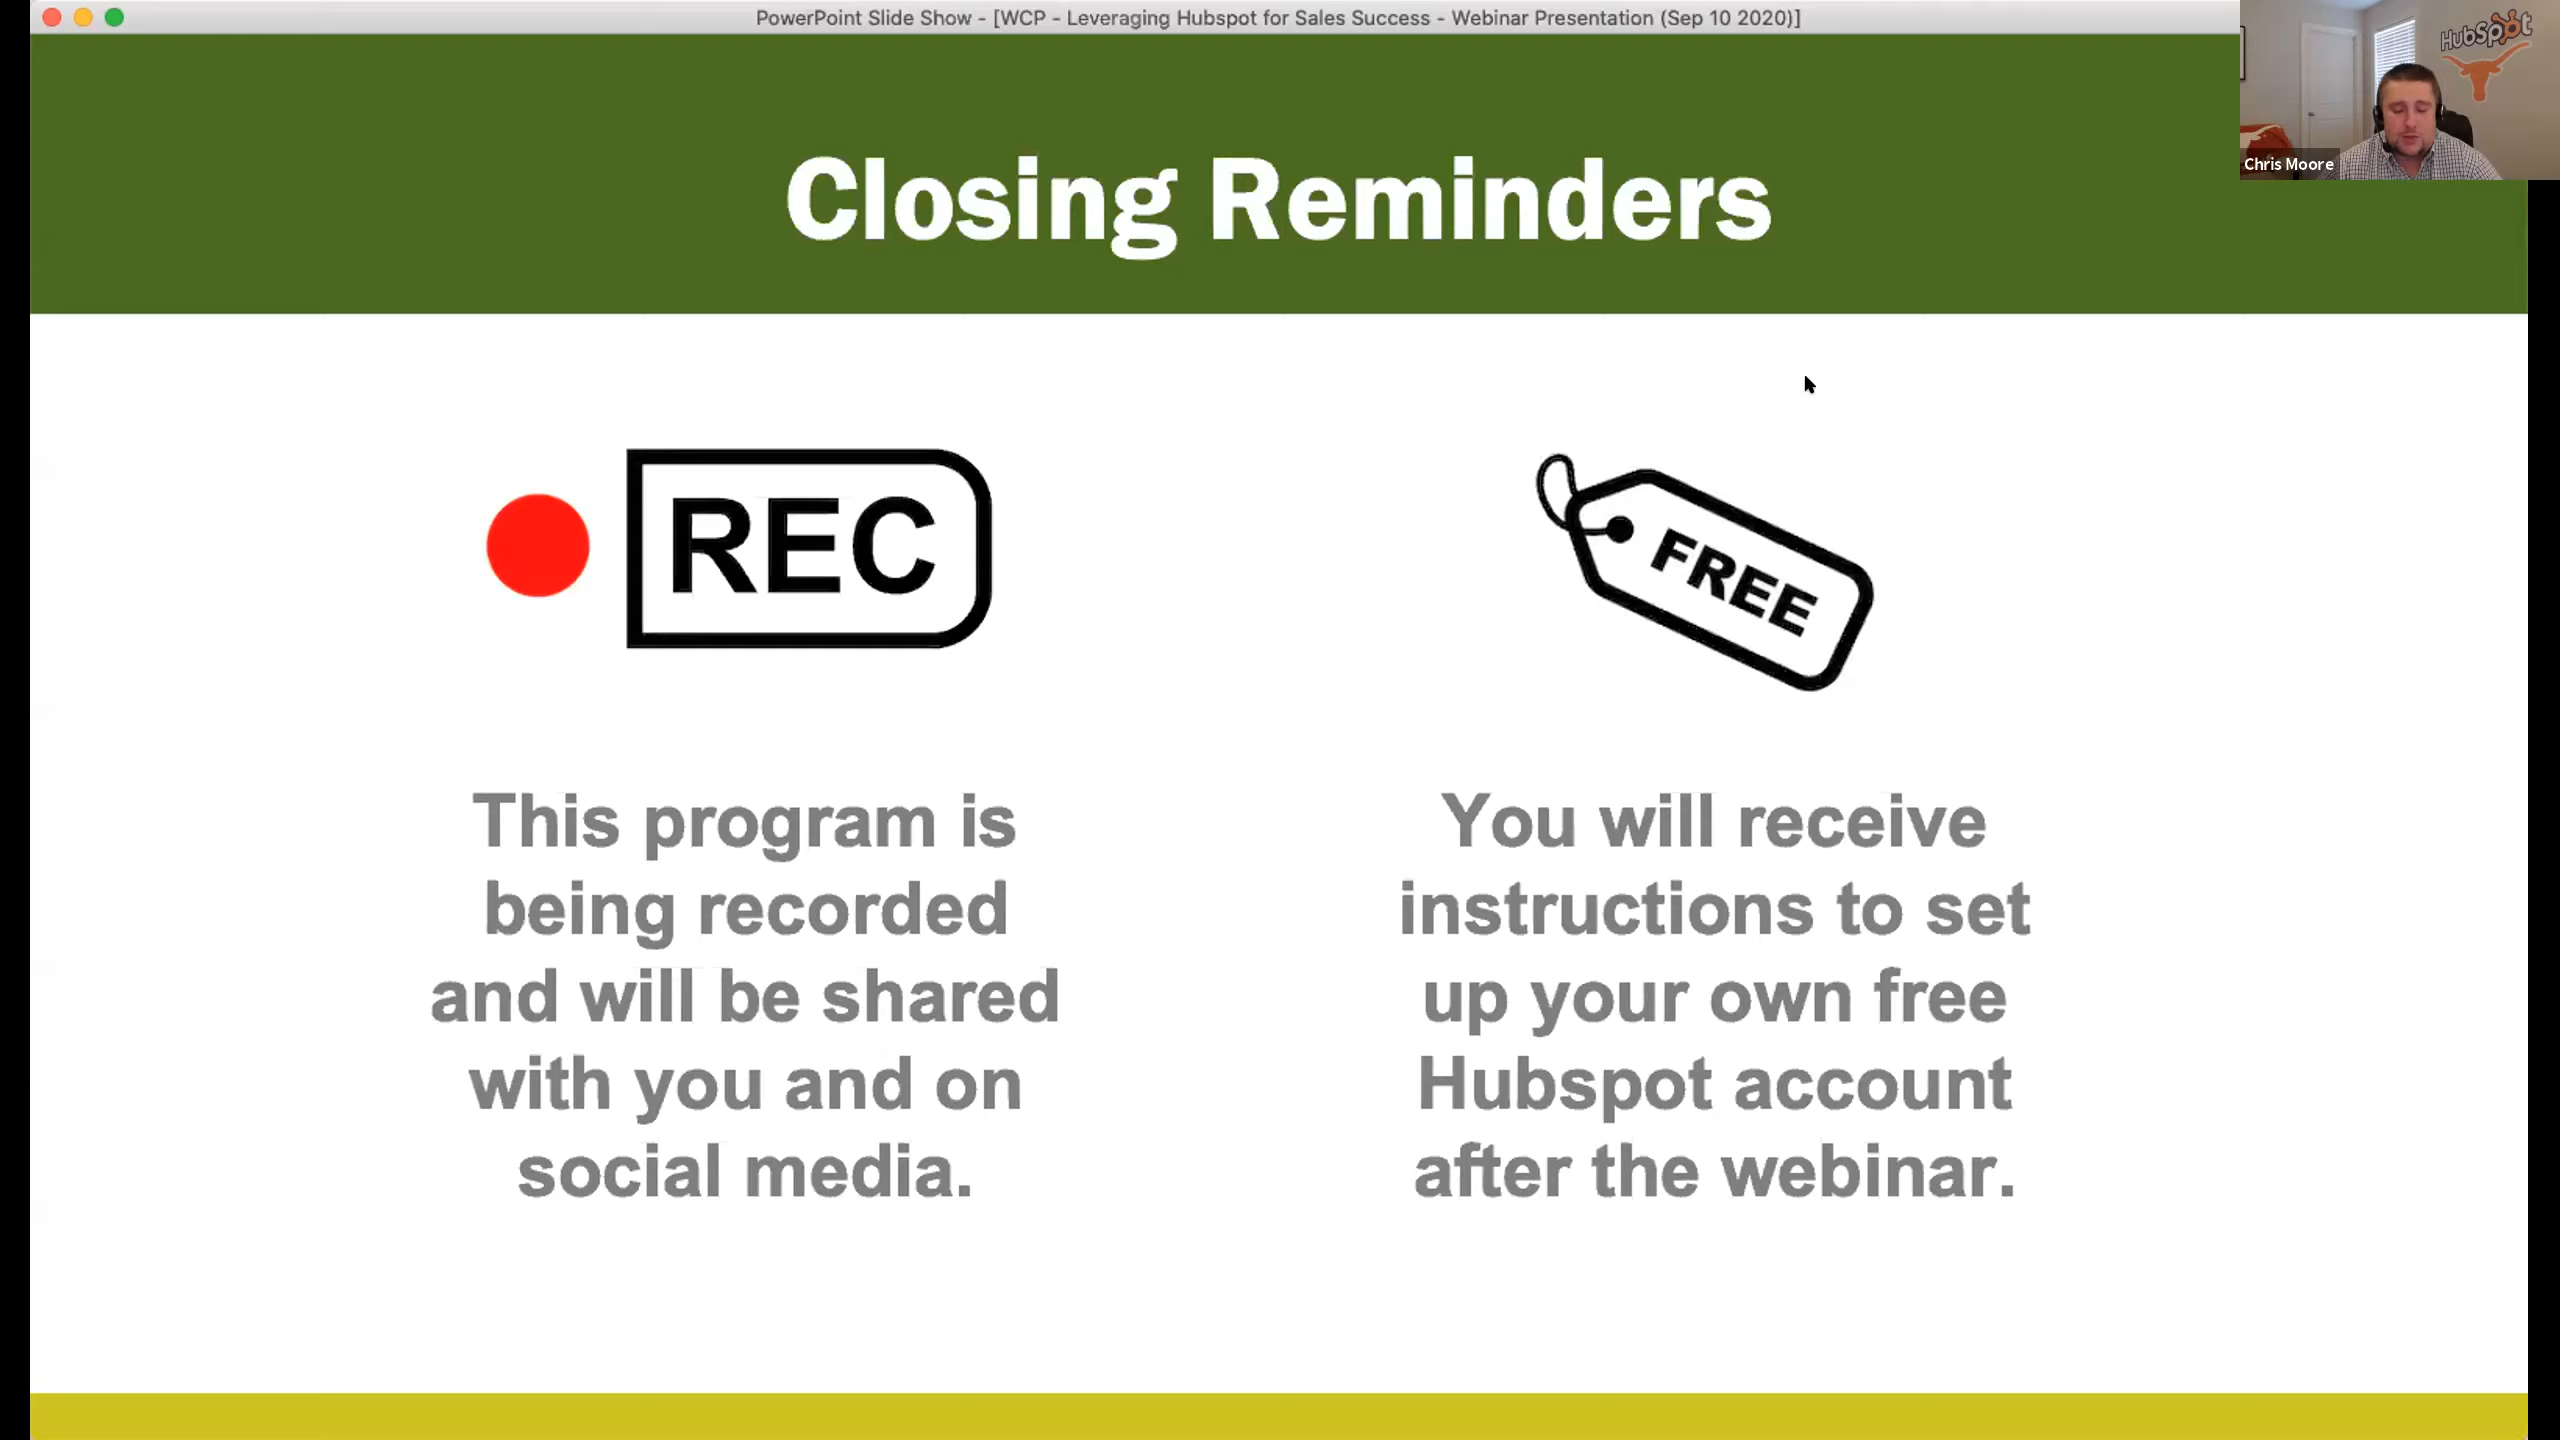 PowerPoint Slide Show - [WCP - Leveraging Hubspot for Sales Success - Webinar Presentation (Sep 10 2020)]
HubSpot
Chris Moore
Closing Reminders
REC
FREE
This program is
being recorded
and will be shared
with you and on
social media.
You will receive
instructions to set
up your own free
Hubspot account
after the webinar.